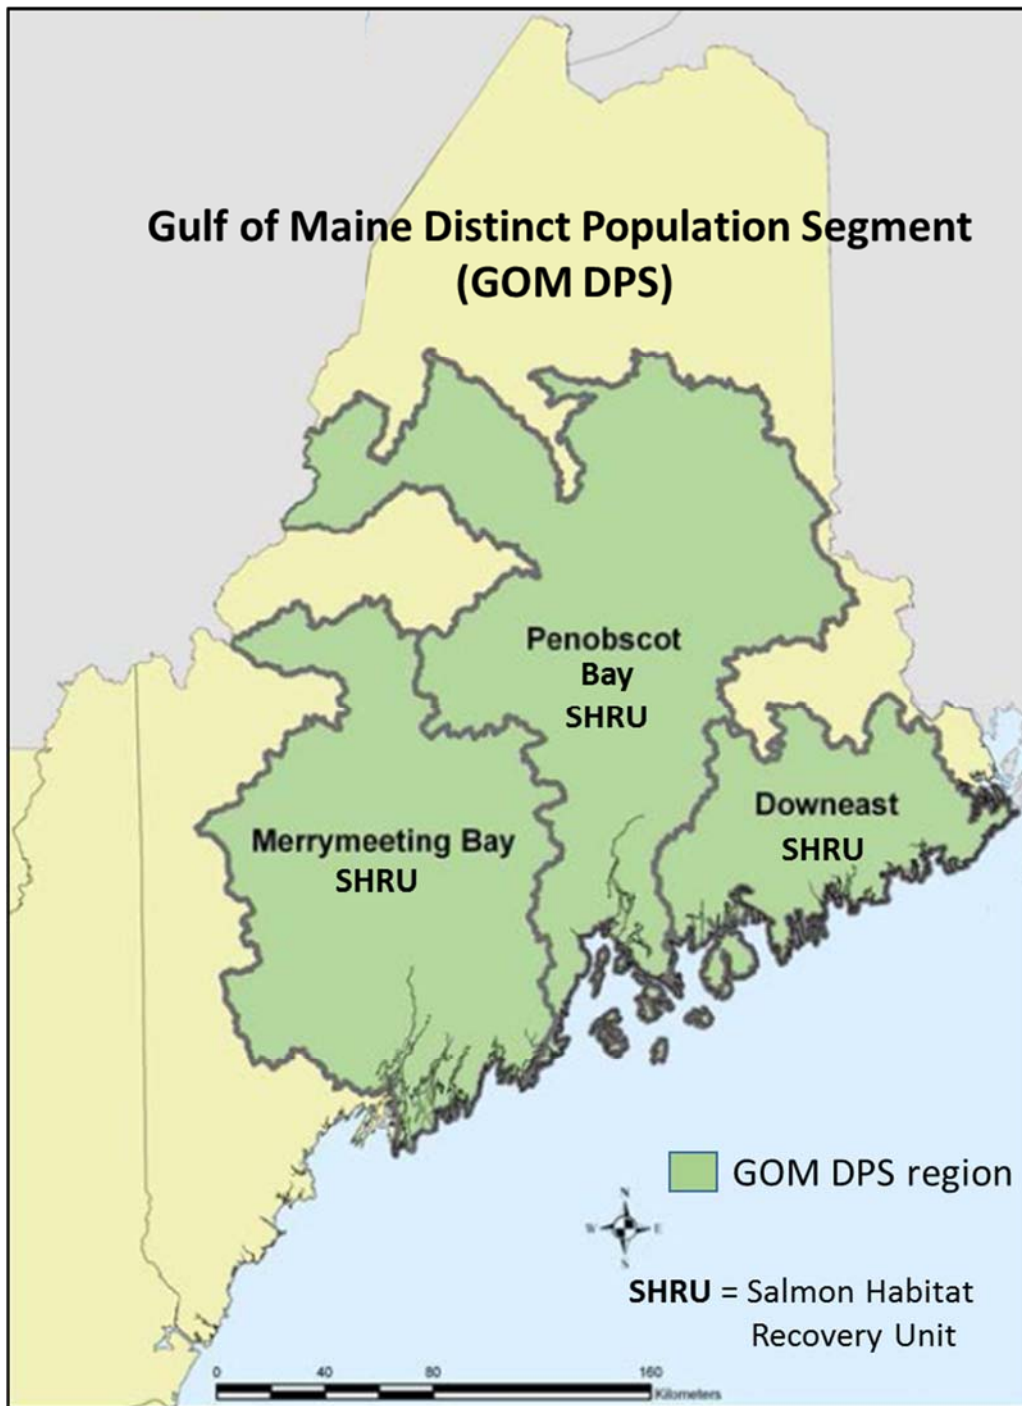 Gulf of Maine Distinct Population Segment
(GOM DPS)
Penobscot
Bay
SHRU
Downeast
SHRU
Merrymeeting Bay
SHRU
GOM DPS region
N
W E
S
SHRU = Salmon Habitat
Recovery Unit
0 40 80 160
Kilometers